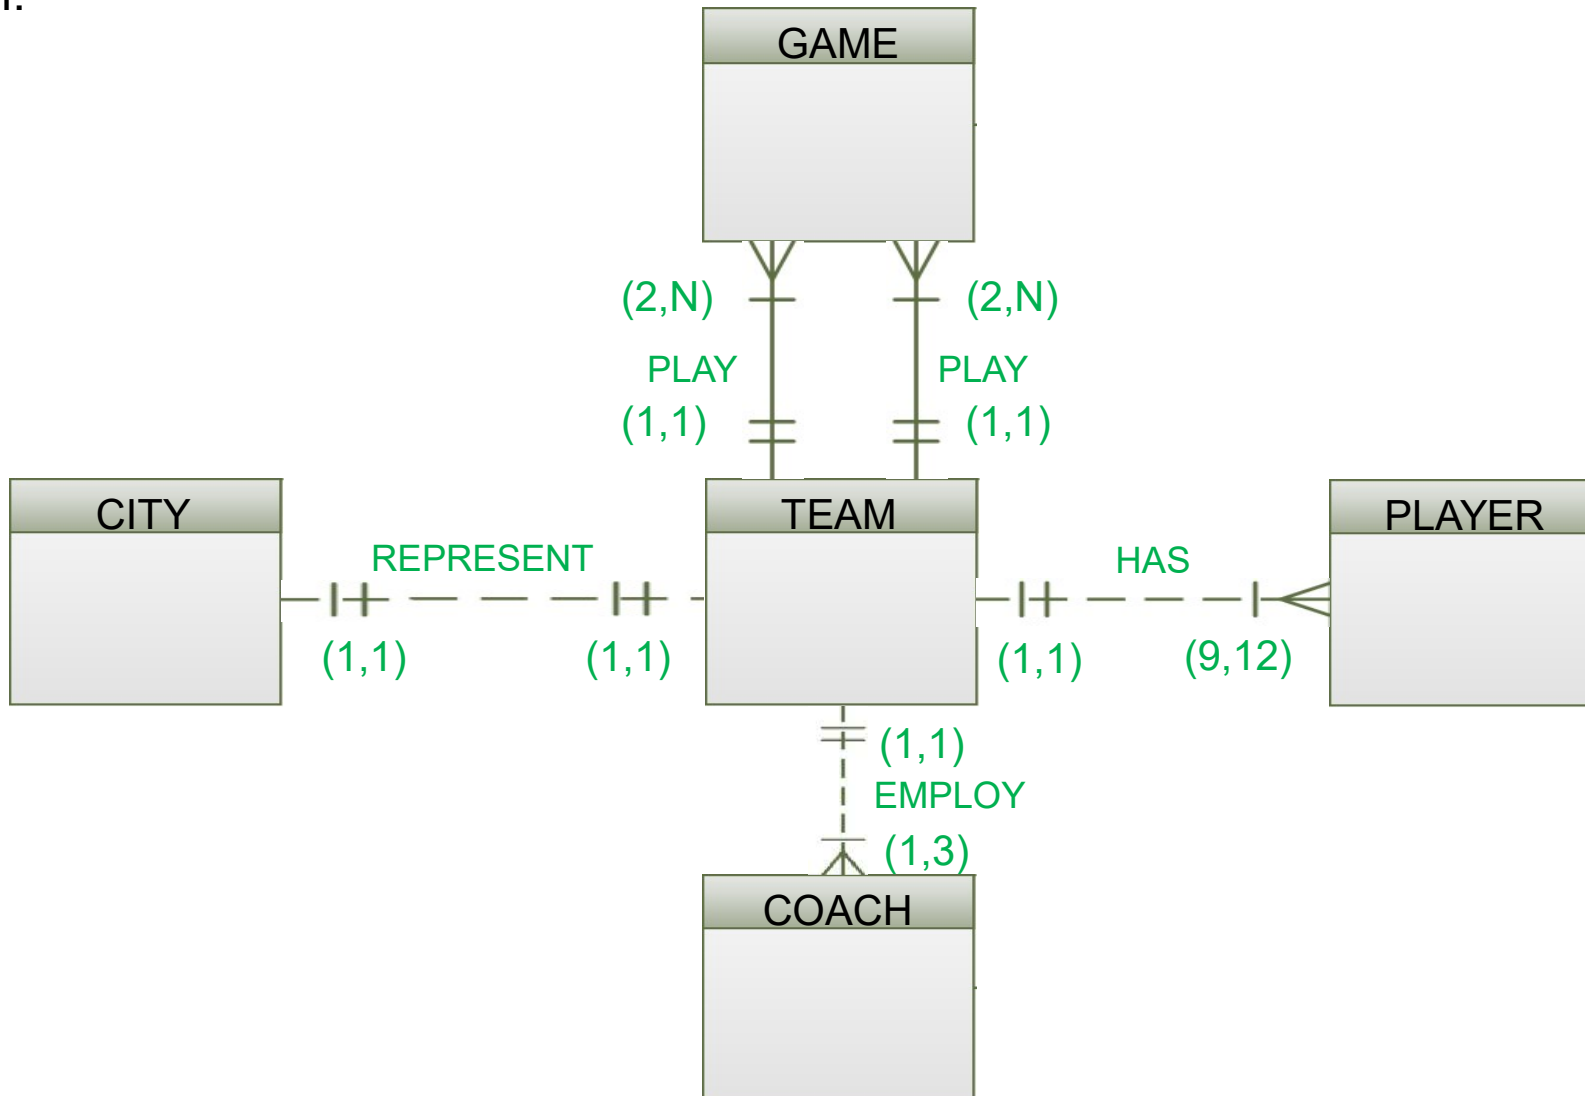 GAME
(2,N) (2,N)
PLAY PLAY
(1,1) (1,1)
CITY TEAM PLAYER
REPRESENT HAS
(1,1) (1,1) (1,1) (9,12)
(1,1)
EMPLOY
(1,3)
COACH